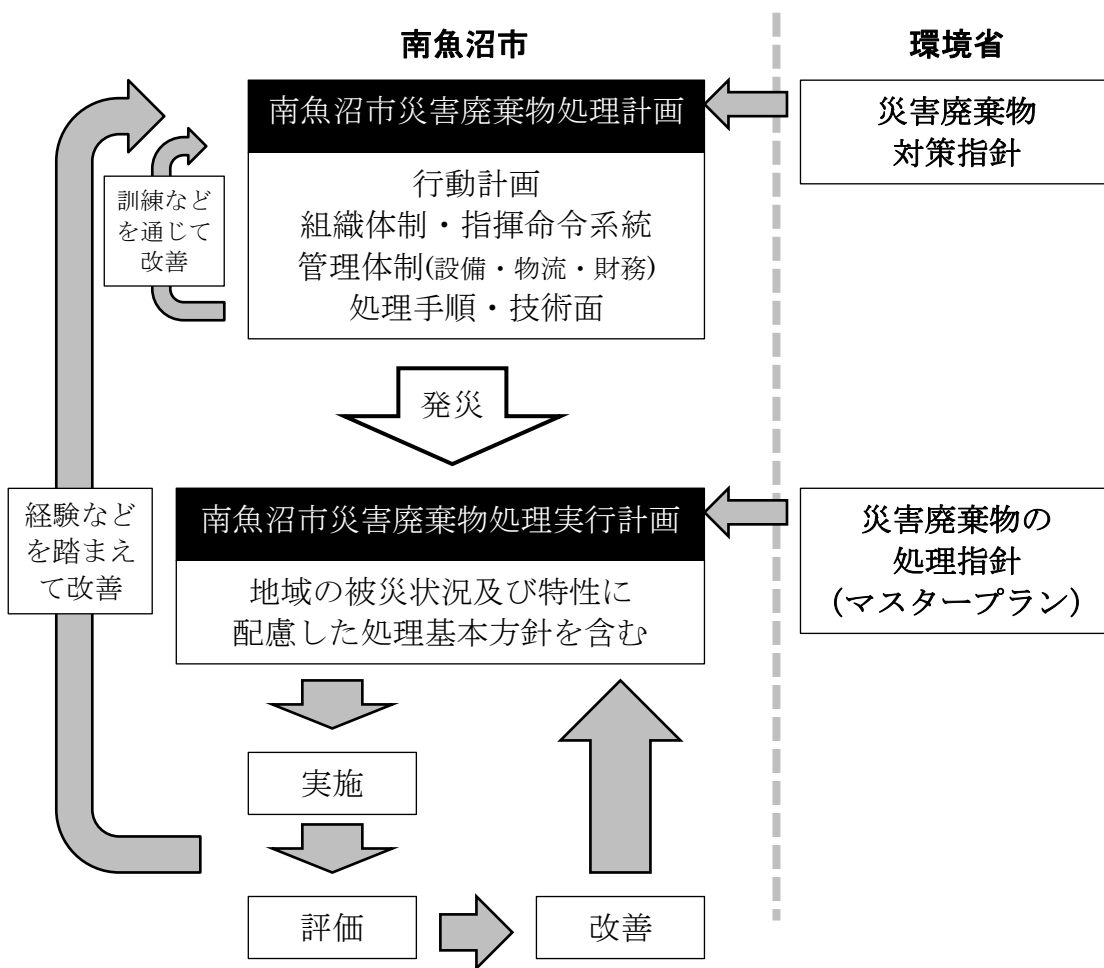 南魚沼市
環境省
南魚沼市災害廃棄物処理計画
災害廃棄物
対策指針
行動計画
組織体制・指揮命令系統
管理体制(設備・物流・財務)
処理手順・技術面
訓練など
を通じて
改善
発災
経験など
を踏まえ
て改善
南魚沼市災害廃棄物処理実行計画
災害廃棄物の
処理指針
(マスタープラン)
地域の被災状況及び特性に
配慮した処理基本方針を含む
実施
評価
改善